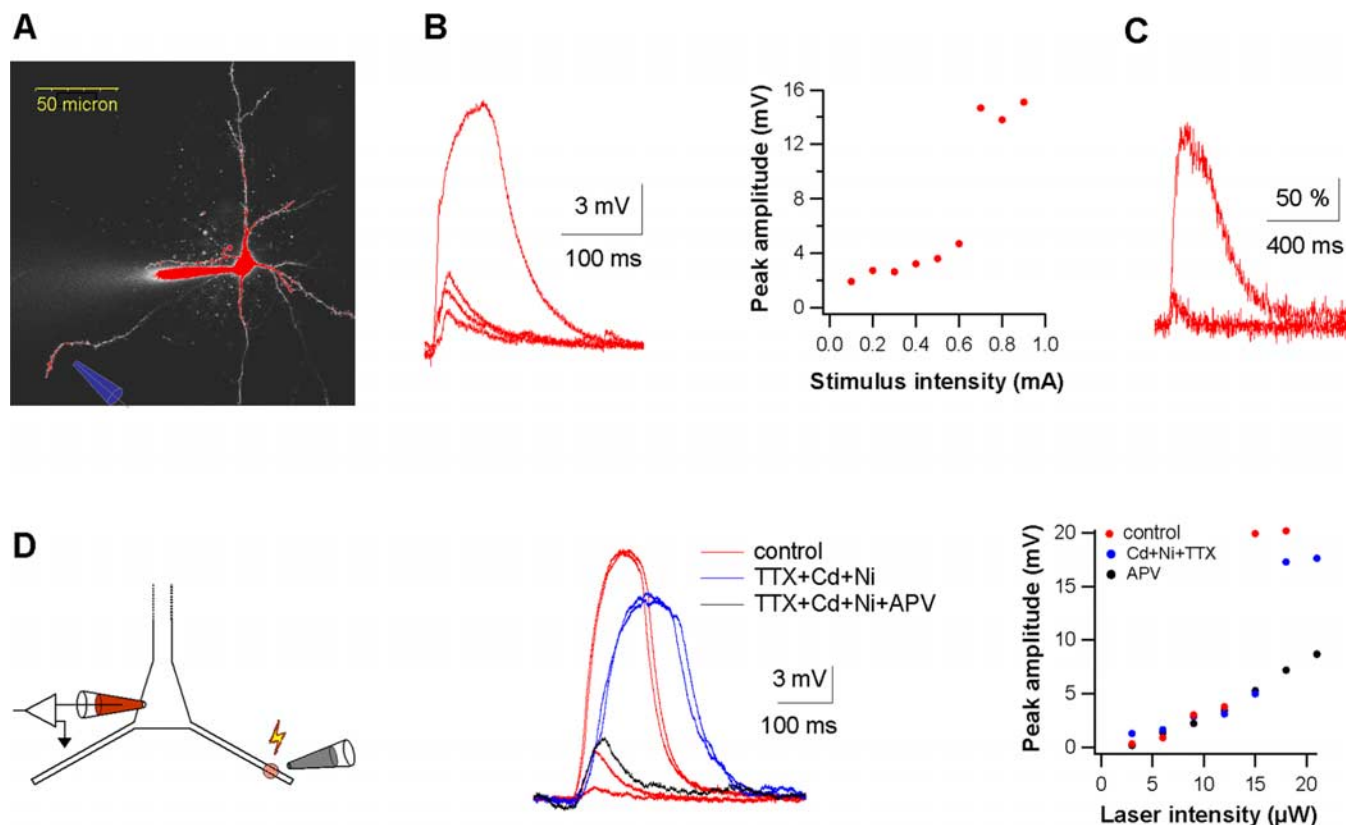 A
50 micron
B
3 mV
100 ms
Peak amplitude (mV)
16
12
8
4
0
0.0 0.2 0.4 0.6 0.8 1.0
Stimulus intensity (mA)
C
50 %
400 ms
D
control
TTX+Cd+Ni
TTX+Cd+Ni+APV
3 mV
100 ms
Peak amplitude (mV)
20
15
10
5
0
control
Cd+Ni+TTX
APV
0 5 10 15 20
Laser intensity (µW)